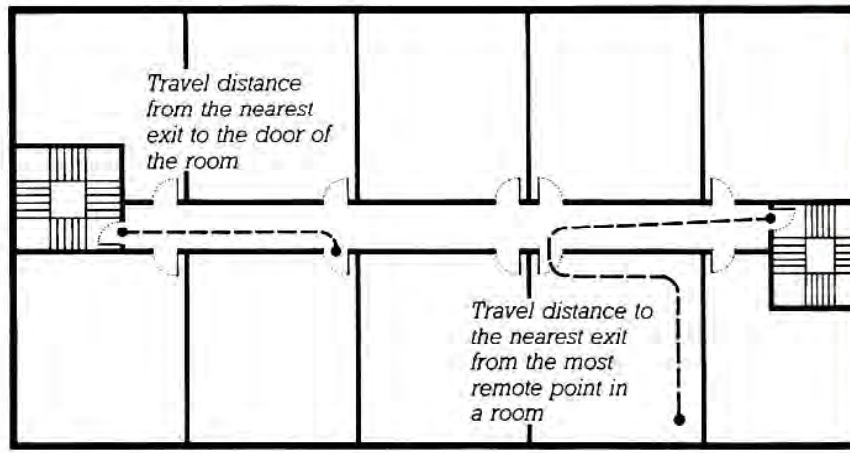 Travel distance
from the nearest
exit to the door of
the room
Travel distance to
the nearest exit
from the most
remote point in
a room